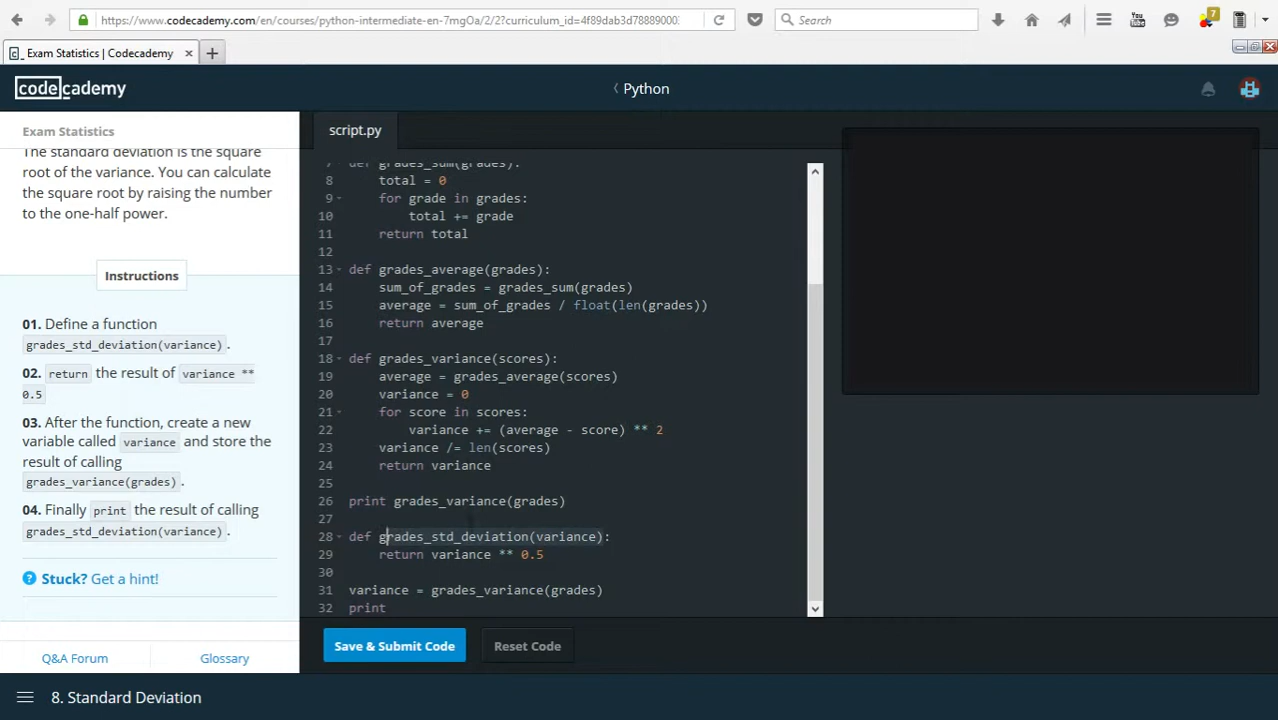 https://www.codecademy.com/en/courses/python-intermediate-en-7mgOa/2/2?curriculum_id=4f89dab3d78889000:
Search
7
Exam Statistics | Codecademy
codecademy
Python
Exam Statistics
The standard deviation is the square
root of the variance. You can calculate
the square root by raising the number
to the one-half power.
Instructions
01. Define a function
grades_std_deviation(variance).
02. return the result of variance **
0.5
03. After the function, create a new
variable called variance and store the
result of calling
grades_variance(grades).
04. Finally print the result of calling
grades_std_deviation(variance).
? Stuck? Get a hint!
Q&A Forum
Glossary
8. Standard Deviation
script.py
7 def grades_sum(grades):
8 total = 0
9 for grade in grades:
10 total += grade
11 return total
12
13 def grades_average(grades):
14 sum_of_grades = grades_sum(grades)
15 average = sum_of_grades / float(len(grades))
16 return average
17
18 def grades_variance(scores):
19 average = grades_average(scores)
20 variance = 0
21 for score in scores:
22 variance += (average - score) ** 2
23 variance /= len(scores)
24 return variance
25
26 print grades_variance(grades)
27
28 def grades_std_deviation(variance):
29 return variance ** 0.5
30
31 variance = grades_variance(grades)
32 print
Save & Submit Code
Reset Code